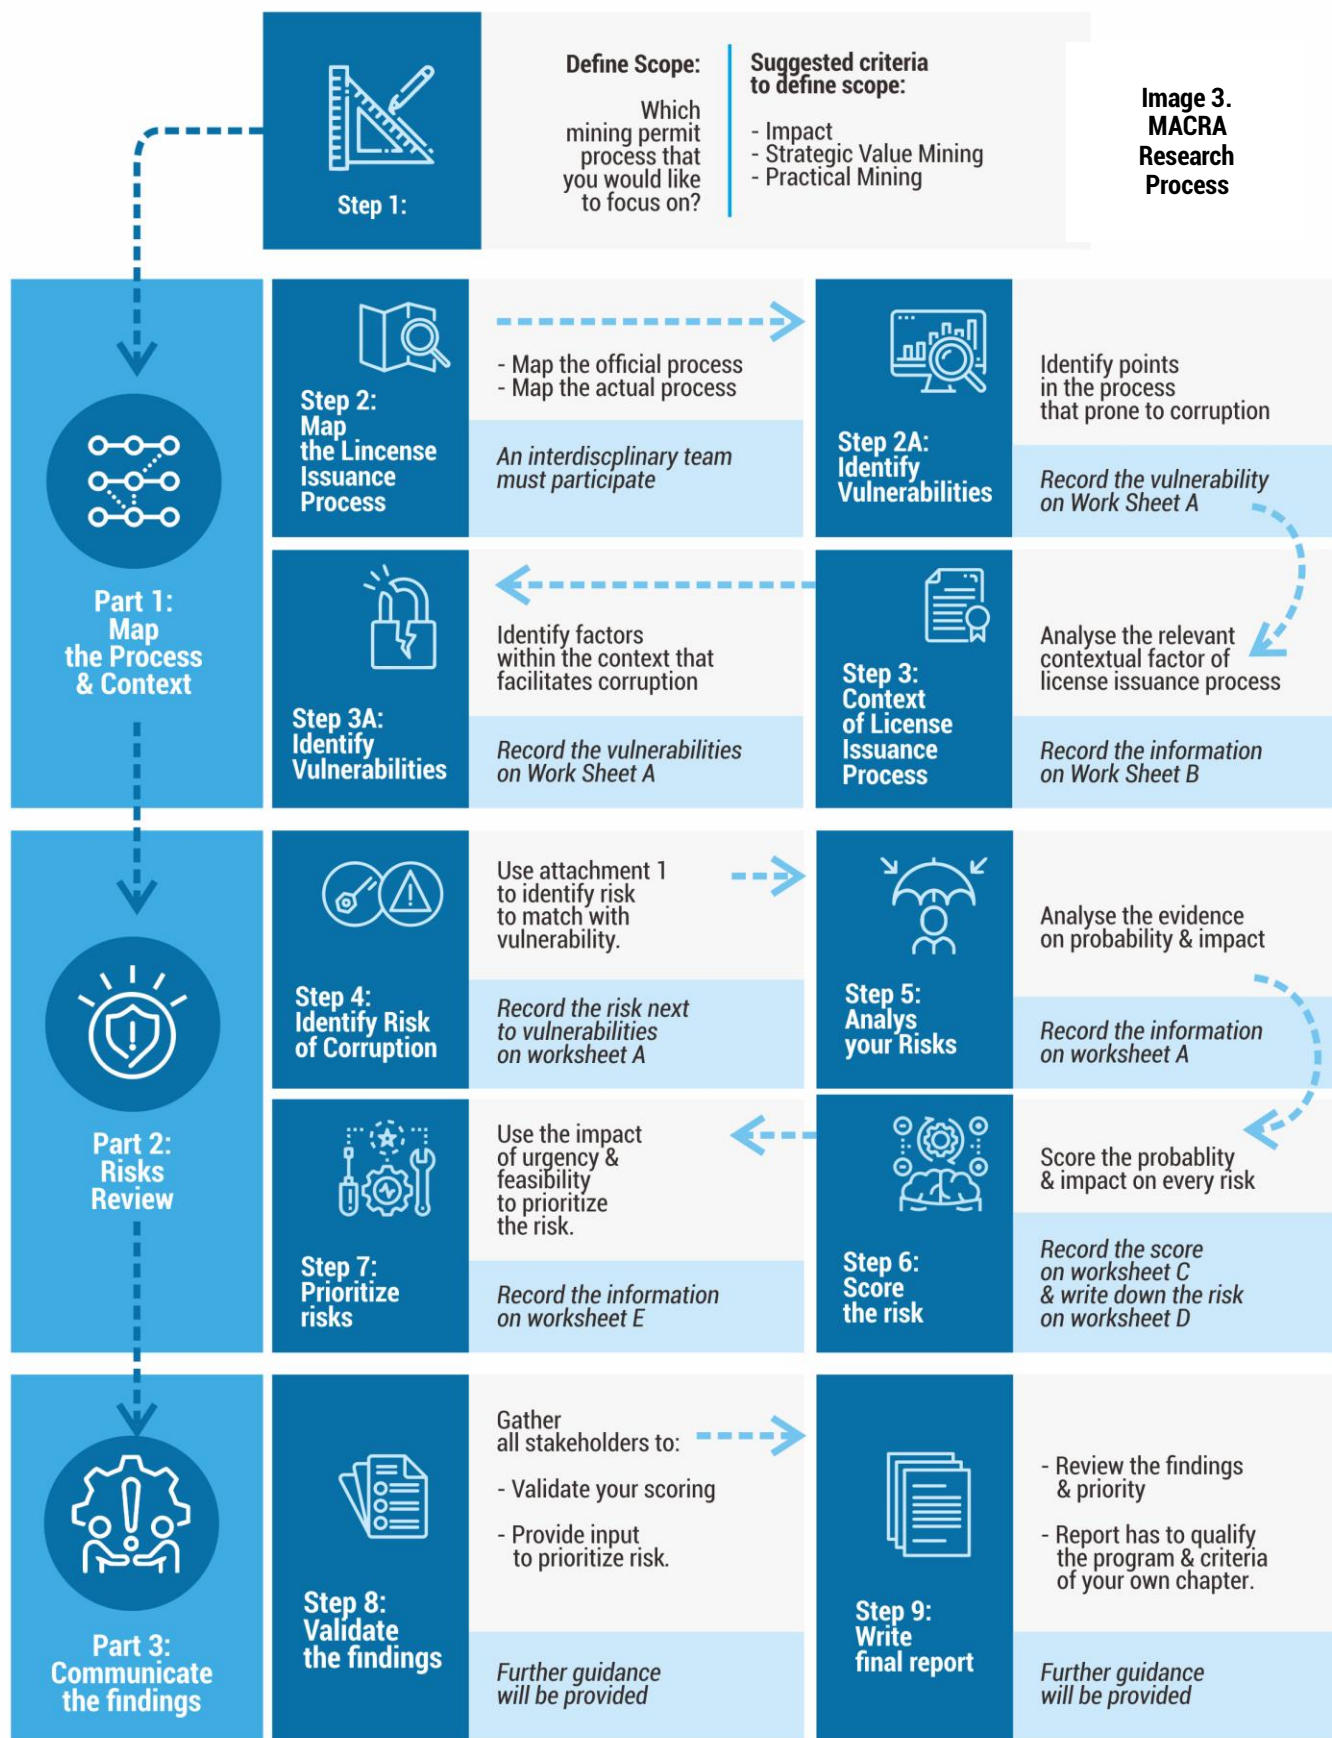 Step 1:
Define Scope:
Which
mining permit
process that
you would like
to focus on?
Suggested criteria
to define scope:
- Impact
- Strategic Value Mining
- Practical Mining
Image 3.
MACRA
Research
Process
Part 1:
Map
the Process
& Context
Step 2:
Map
the Lincense
Issuance
Process
- Map the official process
- Map the actual process
An interdiscplinary team
must participate
Step 2A:
Identify
Vulnerabilities
Identify points
in the process
that prone to corruption
Record the vulnerability
on Work Sheet A
Step 3:
Context
of License
Issuance
Process
Analyse the relevant
contextual factor of
license issuance process
Record the information
on Work Sheet B
Step 3A:
Identify
Vulnerabilities
Identify factors
within the context that
facilitates corruption
Record the vulnerabilities
on Work Sheet A
Part 2:
Risks
Review
Step 4:
Identify Risk
of Corruption
Use attachment 1
to identify risk
to match with
vulnerability.
Record the risk next
to vulnerabilities
on worksheet A
Step 5:
Analys
your Risks
Analyse the evidence
on probability & impact
Record the information
on worksheet A
Step 6:
Score
the risk
Score the probablity
& impact on every risk
Record the score
on worksheet C
& write down the risk
on worksheet D
Step 7:
Prioritize
risks
Use the impact
of urgency &
feasibility
to prioritize
the risk.
Record the information
on worksheet E
Part 3:
Communicate
the findings
Step 8:
Validate
the findings
Gather
all stakeholders to:
- Validate your scoring
- Provide input
to prioritize risk.
Further guidance
will be provided
Step 9:
Write
final report
- Review the findings
& priority
- Report has to qualify
the program & criteria
of your own chapter.
Further guidance
will be provided